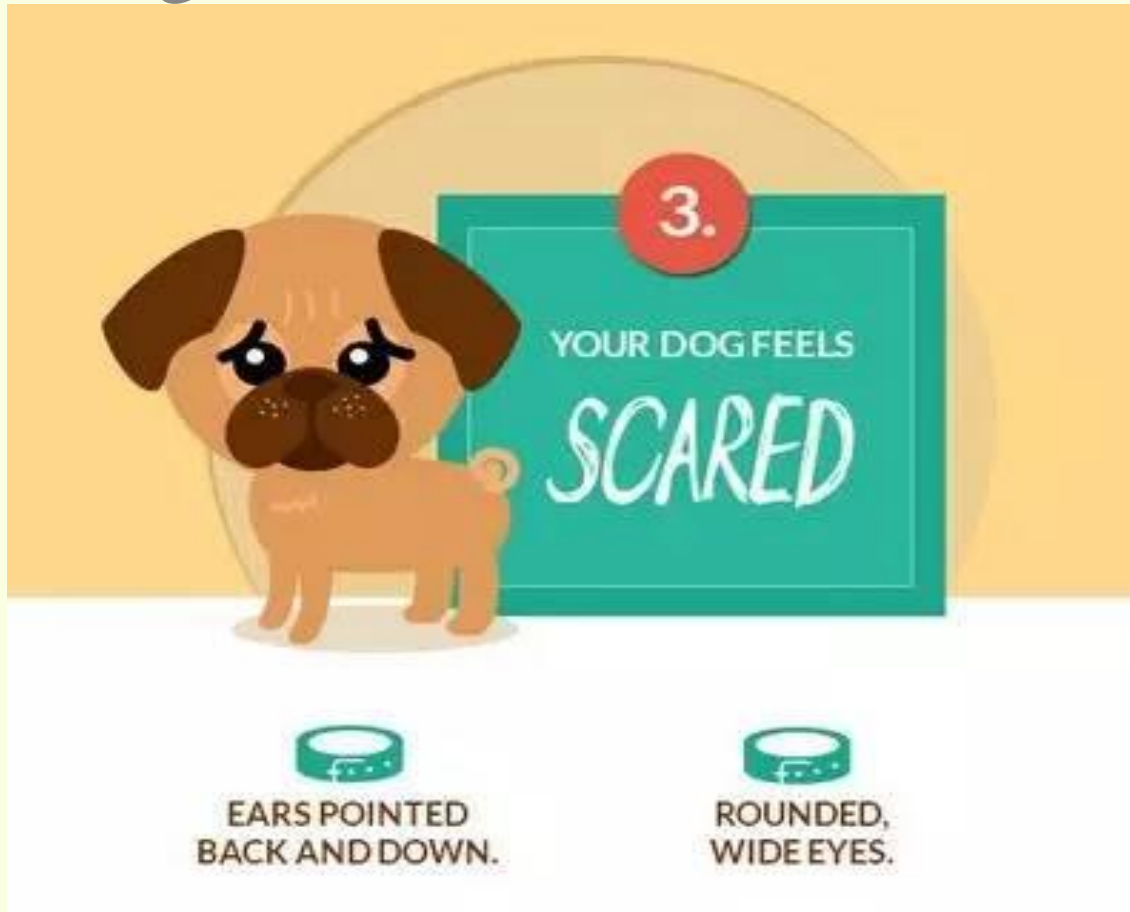 3.
YOUR DOG FEELS
SCARED
EARS POINTED
BACK AND DOWN.
ROUNDED,
WIDE EYES.